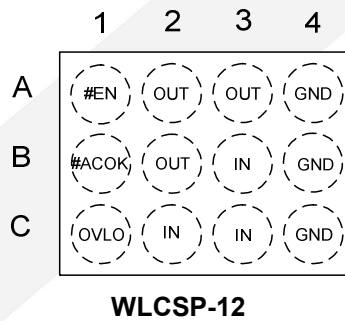 1 2 3 4
A #EN OUT OUT GND
B #ACOK OUT IN GND
C OVLO IN IN GND
WLCSP-12